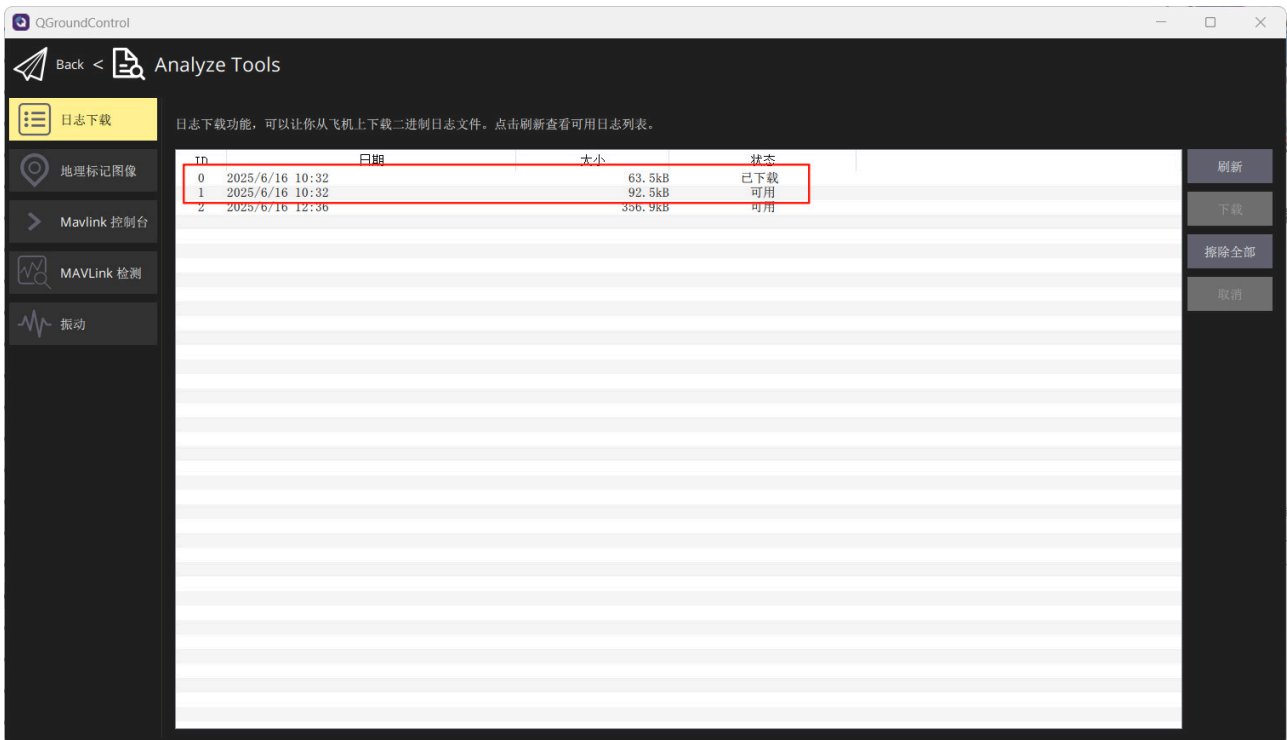 QGroundControl
Back < Analyze Tools
日志下载
地理标记图像
Mavlink 控制台
MAVLink 检测
振动
日志下载功能，可以让你从飞机上下载二进制日志文件。点击刷新查看可用日志列表。
ID 日期 大小 状态
0 2025/6/16 10:32 63.5kB 已下载
1 2025/6/16 10:32 92.5kB 可用
2 2025/6/16 12:36 356.9kB 可用
刷新
下载
擦除全部
取消